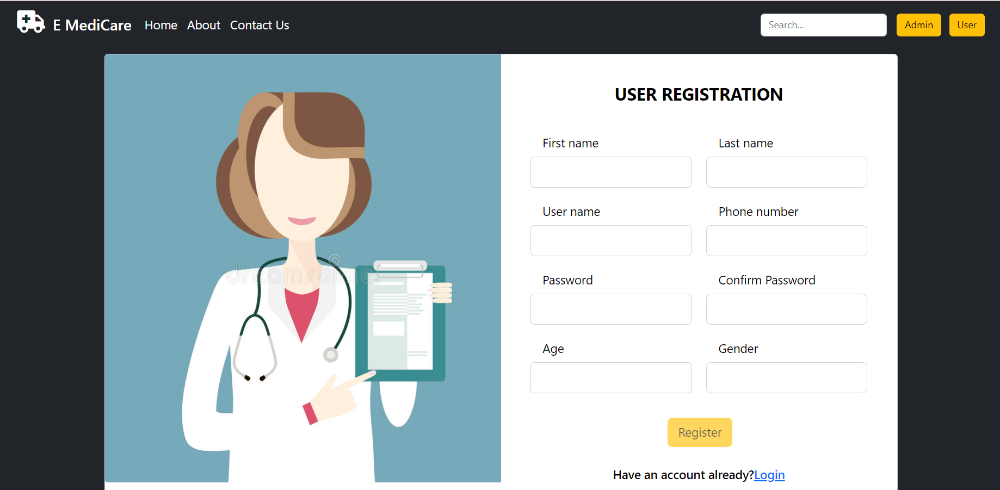 E MediCare Home About Contact Us Search... Admin User
USER REGISTRATION
First name Last name
User name Phone number
Password Confirm Password
Age Gender
Register
Have an account already?Login
dreamstime.